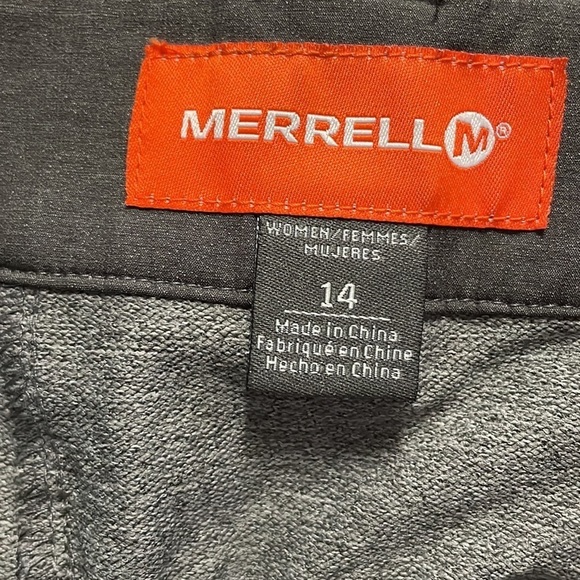 MERRELL M®
WOMEN/FEMMES/
MUJERES
14
Made in China
Fabriqué en Chine
Hecho en China